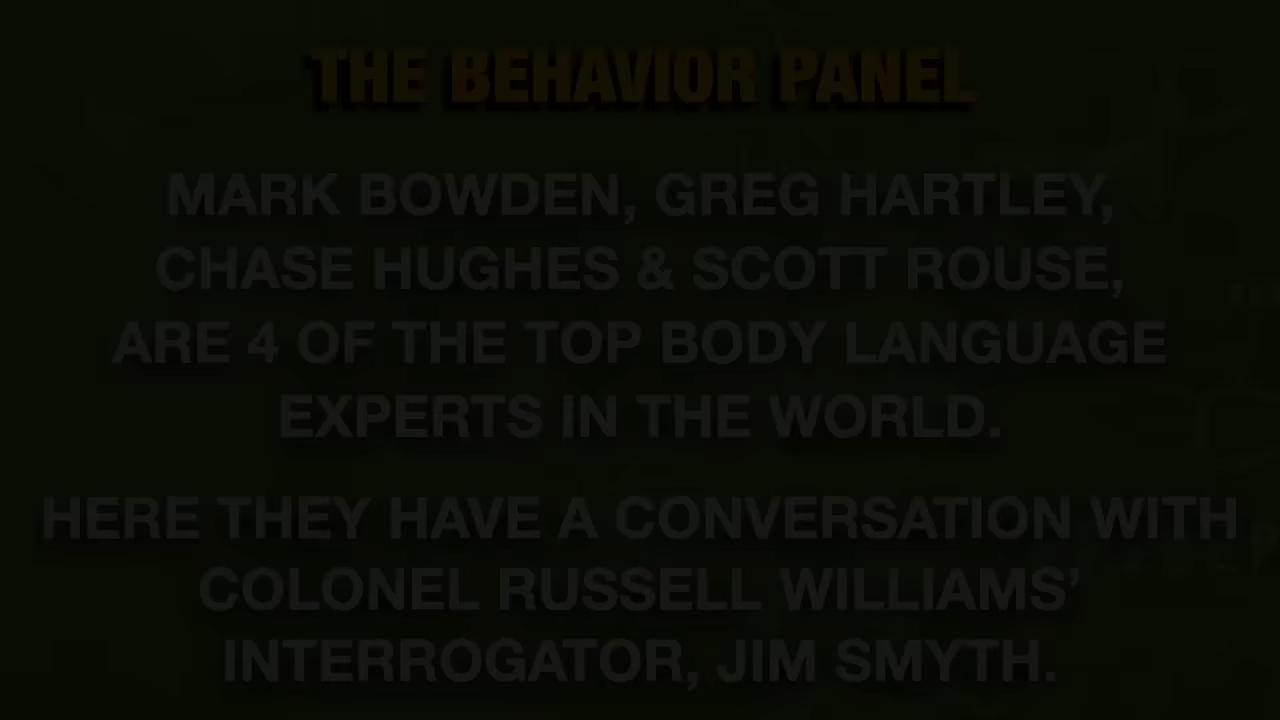 THE BEHAVIOR PANEL
MARK BOWDEN, GREG HARTLEY,
CHASE HUGHES & SCOTT ROUSE,
ARE 4 OF THE TOP BODY LANGUAGE
EXPERTS IN THE WORLD.
HERE THEY HAVE A CONVERSATION WITH
COLONEL RUSSELL WILLIAMS’
INTERROGATOR, JIM SMYTH.